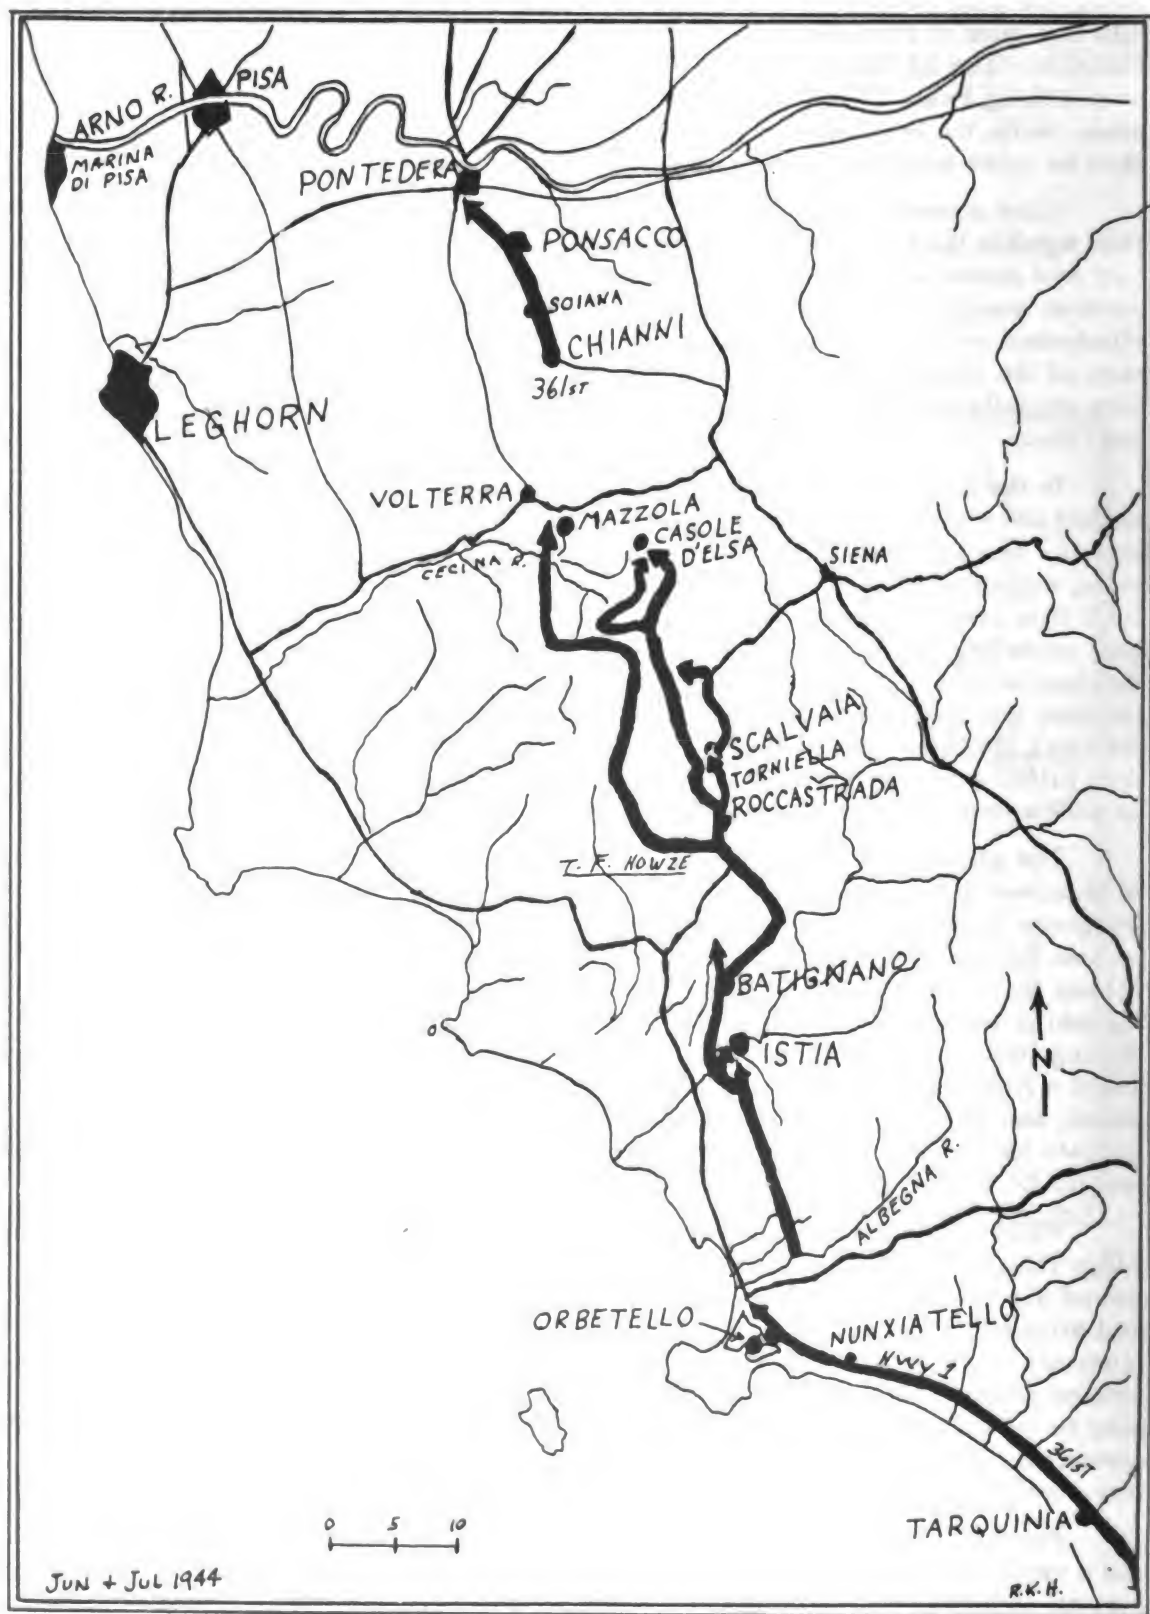 PISA
ARNO R.
MARINA
DI PISA
PONTEDERA
PONSACCO
SOIANA
CHIANNI
361ST
LEGHORN
VOLTERRA
MAZZOLA
CASOLE
D'ELSA
CECINA R.
SIENA
SCALVAIA
TORNIELLA
ROCCASTRADA
T. F. HOWZE
BATIGNANO
ISTIA
N
ALBEGNA R.
ORBETELLO
NUNXIATELLO
HWY 1
361ST
TARQUINIA
0 5 10
JUN + JUL 1944
R.K.H.